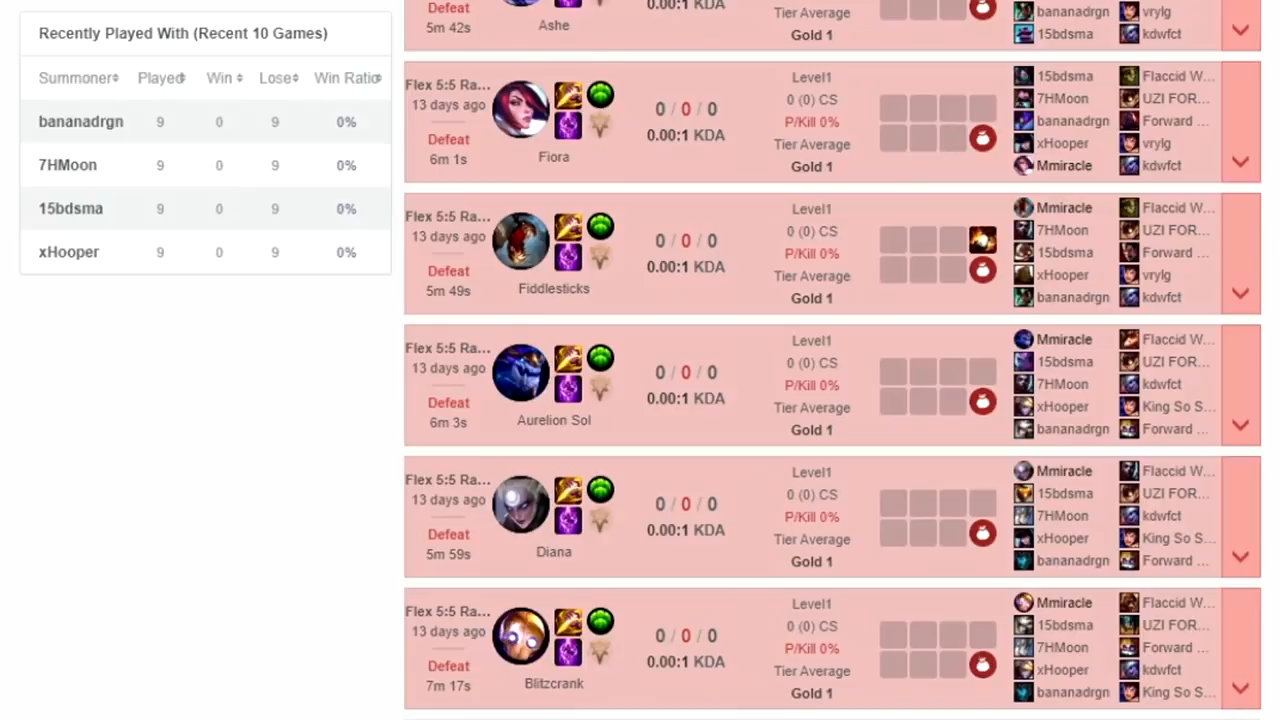 Recently Played With (Recent 10 Games)
Summoner Played Win Lose Win Ratio
bananadrgn 9 0 9 0%
7HMoon 9 0 9 0%
15bdsma 9 0 9 0%
xHooper 9 0 9 0%
Defeat
5m 42s
Ashe
0.00:1 KDA
Tier Average
Gold 1
bananadrgn vrylg
15bdsma kdwfct
Flex 5:5 Ra...
13 days ago
Defeat
6m 1s
Fiora
0 / 0 / 0
0.00:1 KDA
Level1
0 (0) CS
P/Kill 0%
Tier Average
Gold 1
15bdsma Flaccid W...
7HMoon UZI FOR...
bananadrgn Forward ...
xHooper vrylg
Mmiracle kdwfct
Flex 5:5 Ra...
13 days ago
Defeat
5m 49s
Fiddlesticks
0 / 0 / 0
0.00:1 KDA
Level1
0 (0) CS
P/Kill 0%
Tier Average
Gold 1
Mmiracle Flaccid W...
7HMoon UZI FOR...
15bdsma Forward ...
xHooper vrylg
bananadrgn kdwfct
Flex 5:5 Ra...
13 days ago
Defeat
6m 3s
Aurelion Sol
0 / 0 / 0
0.00:1 KDA
Level1
0 (0) CS
P/Kill 0%
Tier Average
Gold 1
Mmiracle Flaccid W...
15bdsma UZI FOR...
7HMoon kdwfct
xHooper King So S...
bananadrgn Forward ...
Flex 5:5 Ra...
13 days ago
Defeat
5m 59s
Diana
0 / 0 / 0
0.00:1 KDA
Level1
0 (0) CS
P/Kill 0%
Tier Average
Gold 1
Mmiracle Flaccid W...
15bdsma UZI FOR...
7HMoon kdwfct
xHooper King So S...
bananadrgn Forward ...
Flex 5:5 Ra...
13 days ago
Defeat
7m 17s
Blitzcrank
0 / 0 / 0
0.00:1 KDA
Level1
0 (0) CS
P/Kill 0%
Tier Average
Gold 1
Mmiracle Flaccid W...
15bdsma UZI FOR...
7HMoon Forward ...
xHooper kdwfct
bananadrgn King So S...